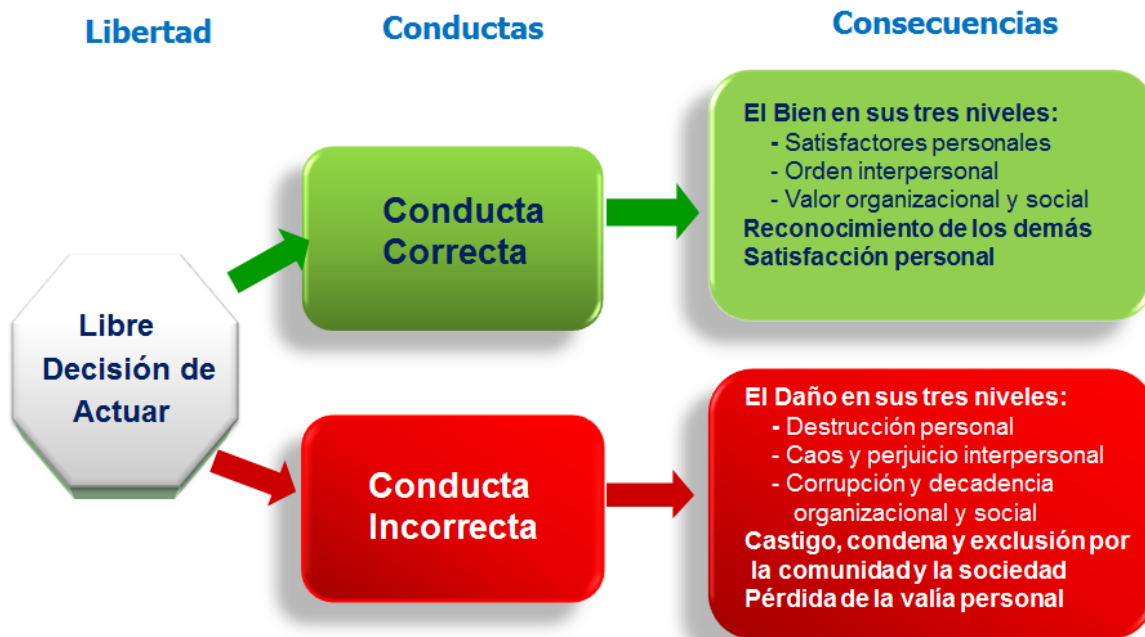 Libertad
Conductas
Consecuencias
Libre
Decisión de
Actuar
Conducta
Correcta
El Bien en sus tres niveles:
- Satisfactores personales
- Orden interpersonal
- Valor organizacional y social
Reconocimiento de los demás
Satisfacción personal
Conducta
Incorrecta
El Daño en sus tres niveles:
- Destrucción personal
- Caos y perjuicio interpersonal
- Corrupción y decadencia
organizacional y social
Castigo, condena y exclusión por
la comunidad y la sociedad
Pérdida de la valía personal